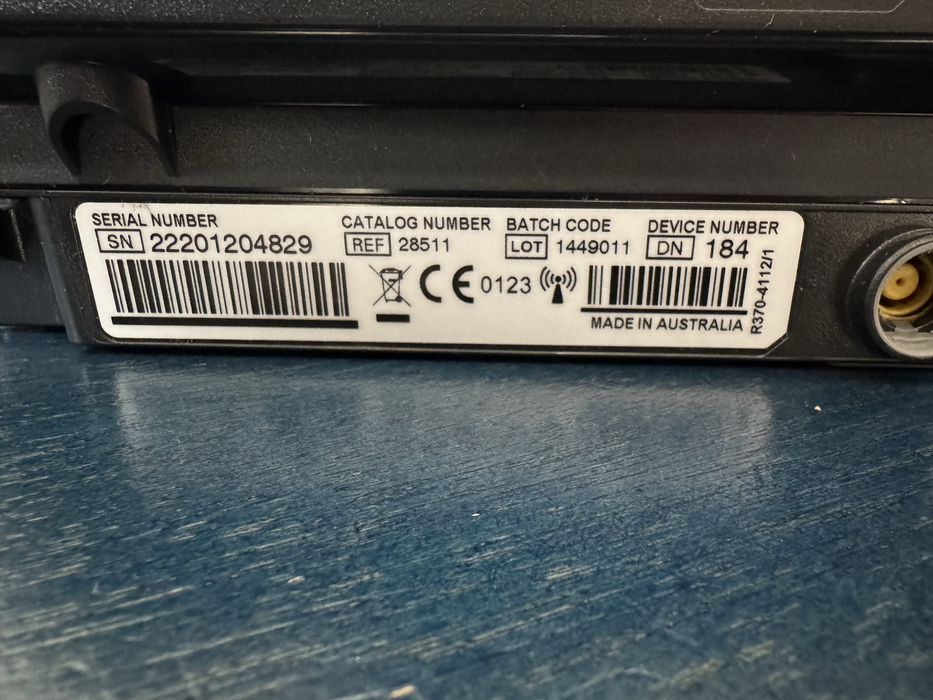 SERIAL NUMBER
SN 22201204829
CATALOG NUMBER
REF 28511
BATCH CODE
LOT 1449011
DEVICE NUMBER
DN 184
CE 0123
MADE IN AUSTRALIA
R370-4112/1